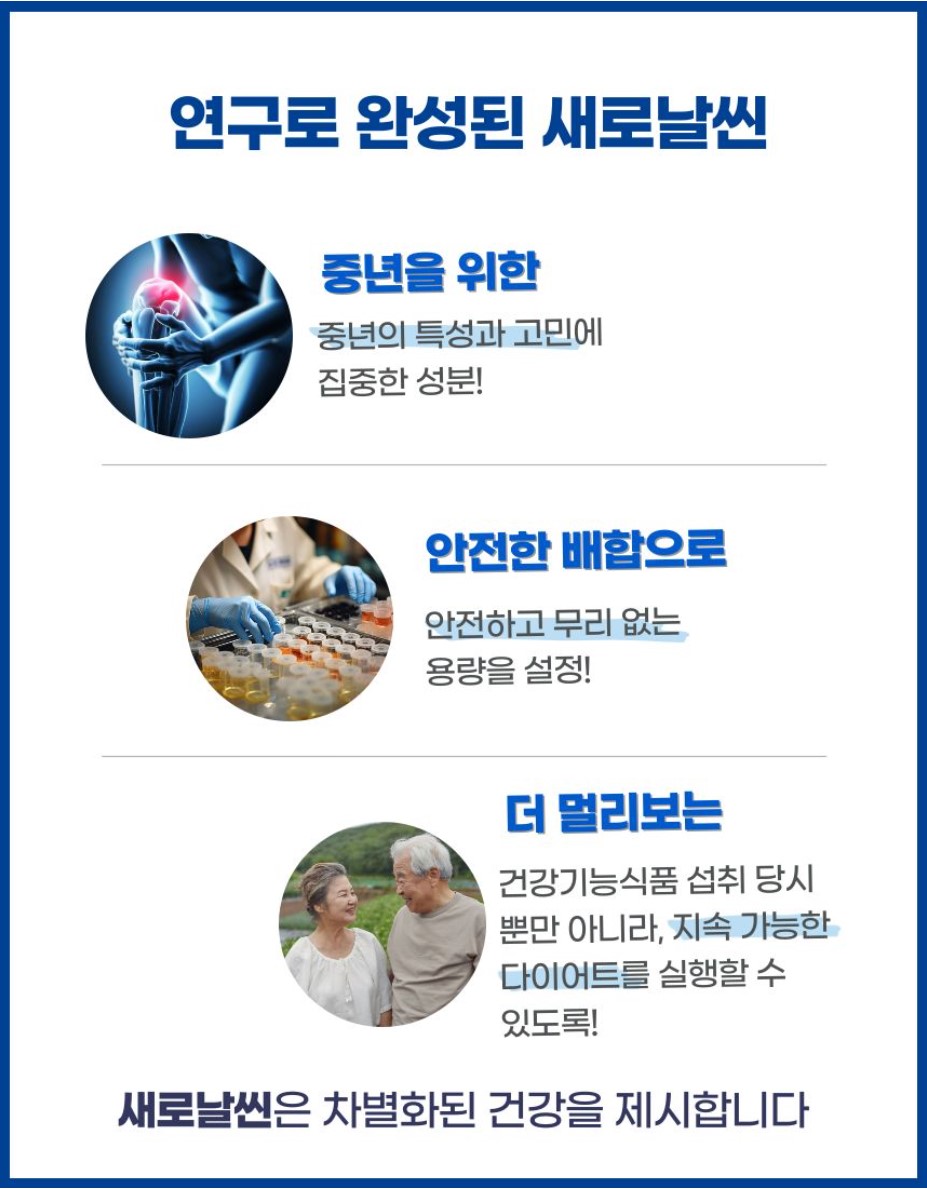 연구로 완성된 새로날씬
중년을 위한
중년의 특성과 고민에
집중한 성분!
안전한 배합으로
안전하고 무리 없는
용량을 설정!
더 멀리보는
건강기능식품 섭취 당시
뿐만 아니라, 지속 가능한
다이어트를 실행할 수
있도록!
새로날씬은 차별화된 건강을 제시합니다